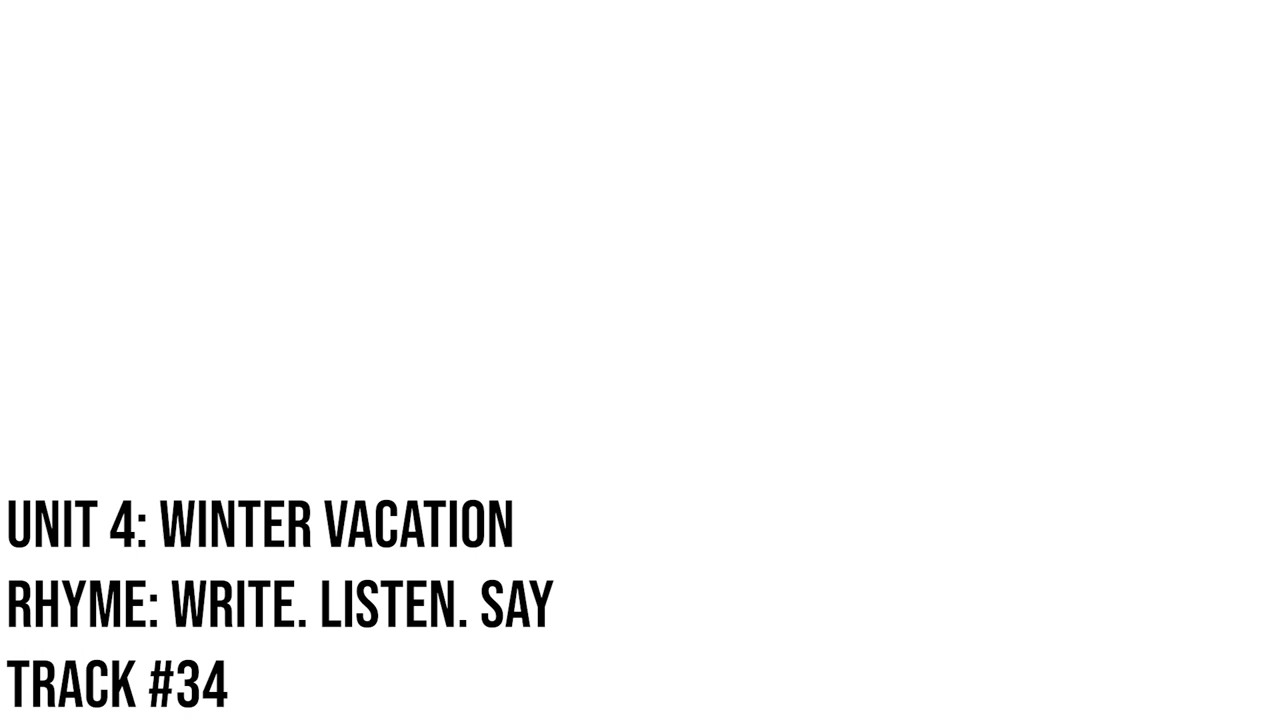 UNIT 4: WINTER VACATION
RHYME: WRITE. LISTEN. SAY
TRACK #34